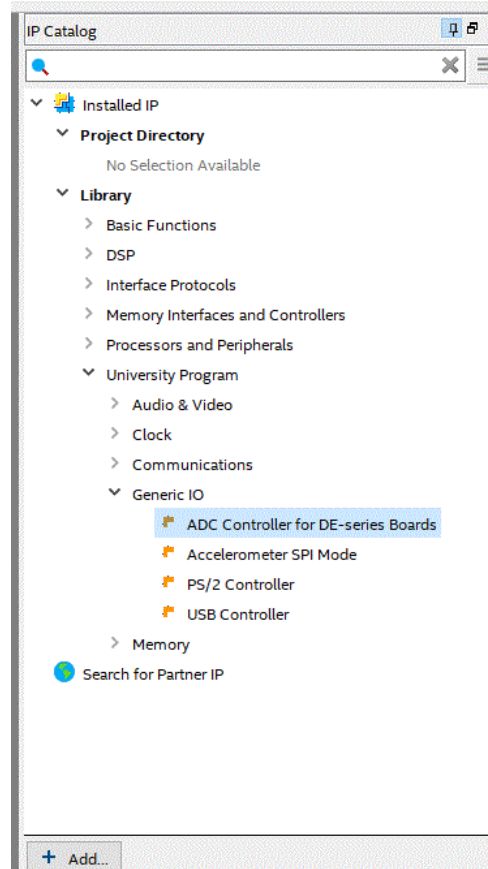 IP Catalog
Installed IP
Project Directory
No Selection Available
Library
Basic Functions
DSP
Interface Protocols
Memory Interfaces and Controllers
Processors and Peripherals
University Program
Audio & Video
Clock
Communications
Generic IO
ADC Controller for DE-series Boards
Accelerometer SPI Mode
PS/2 Controller
USB Controller
Memory
Search for Partner IP
+ Add...